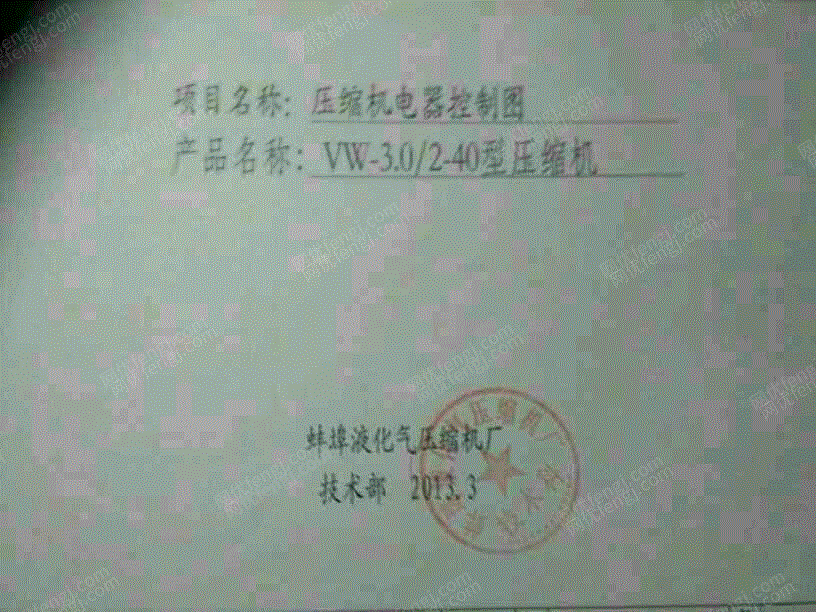 项目名称：压缩机电器控制图
产品名称：VW-3.0/2-40型压缩机
蚌埠液化气压缩机厂
技术部 2013.3